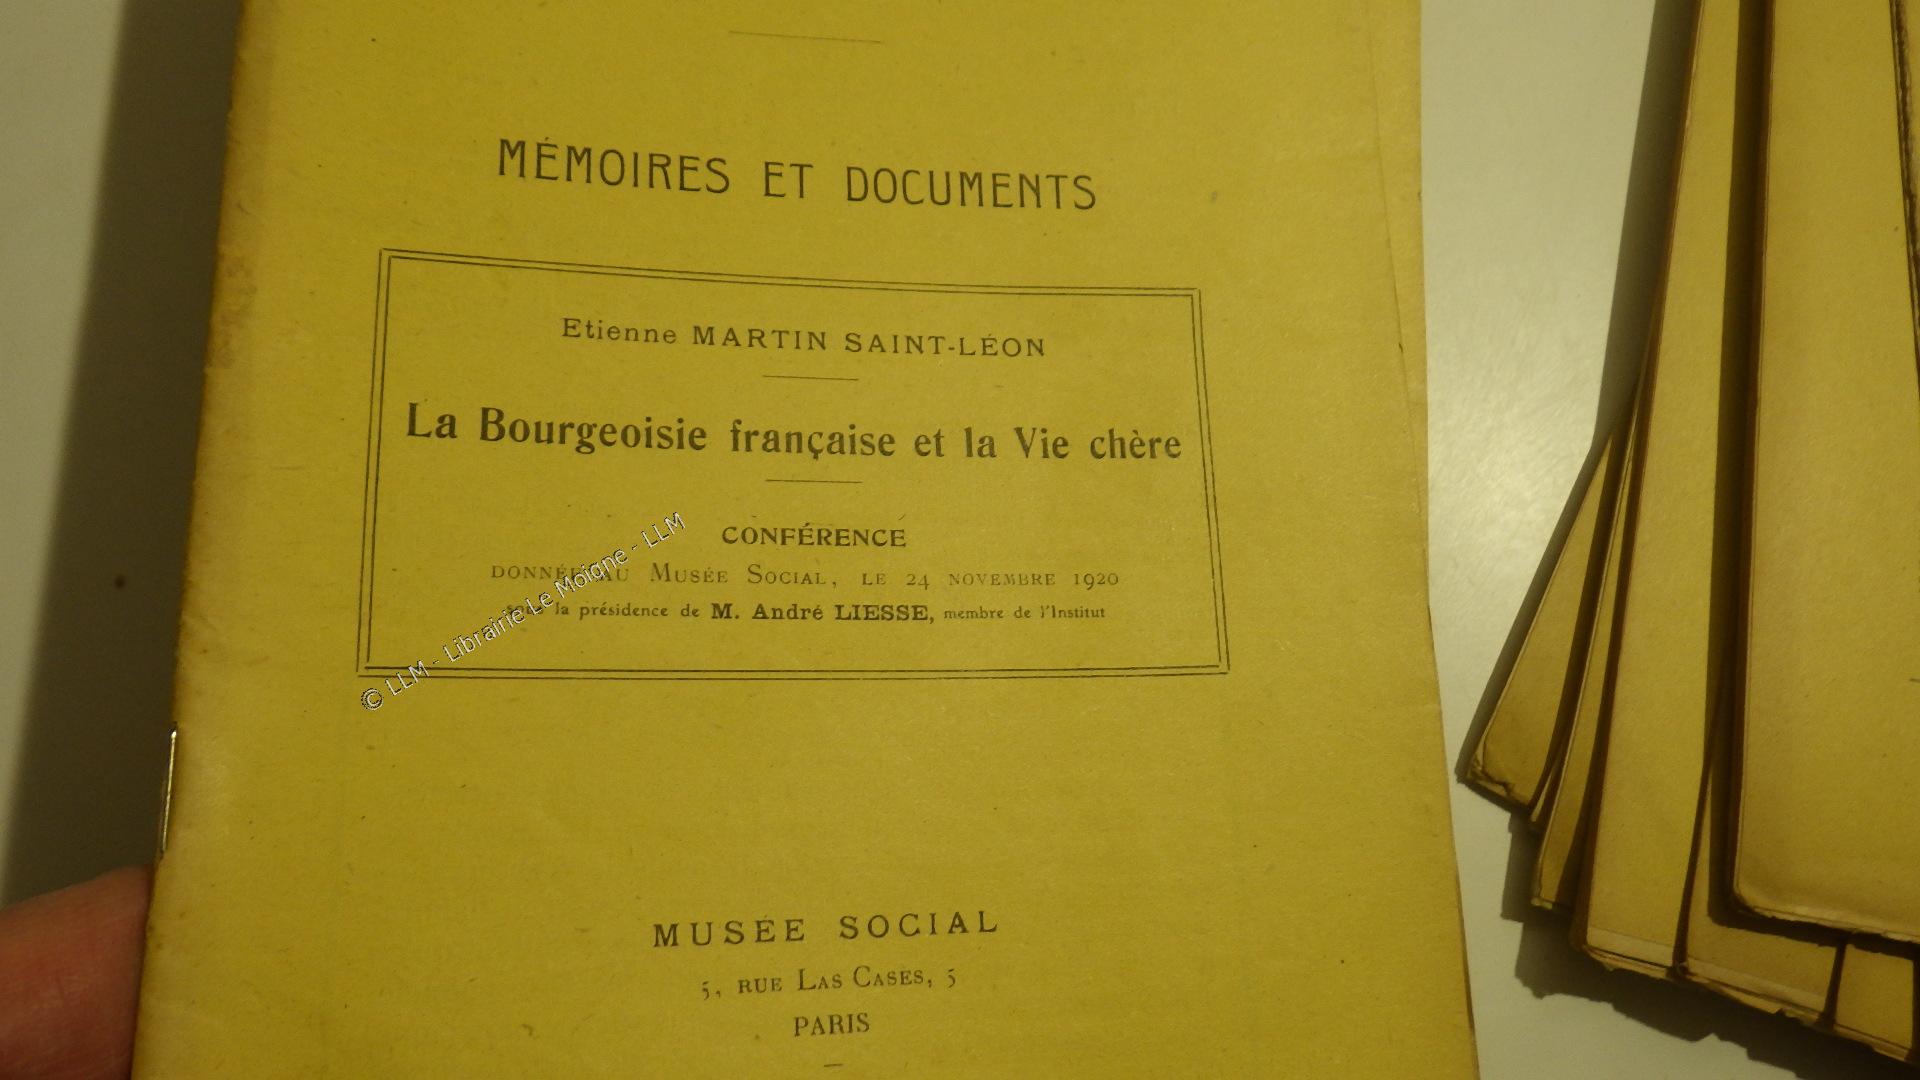 MÉMOIRES ET DOCUMENTS
Etienne MARTIN SAINT-LÉON
La Bourgeoisie française et la Vie chère
CONFÉRENCE
DONNÉE AU MUSÉE SOCIAL, LE 24 NOVEMBRE 1920
la présidence de M. André LIESSE, membre de l'Institut
© LLM - Librairie Le Moigne - LLM
MUSÉE SOCIAL
5, RUE LAS CASES, 5
PARIS